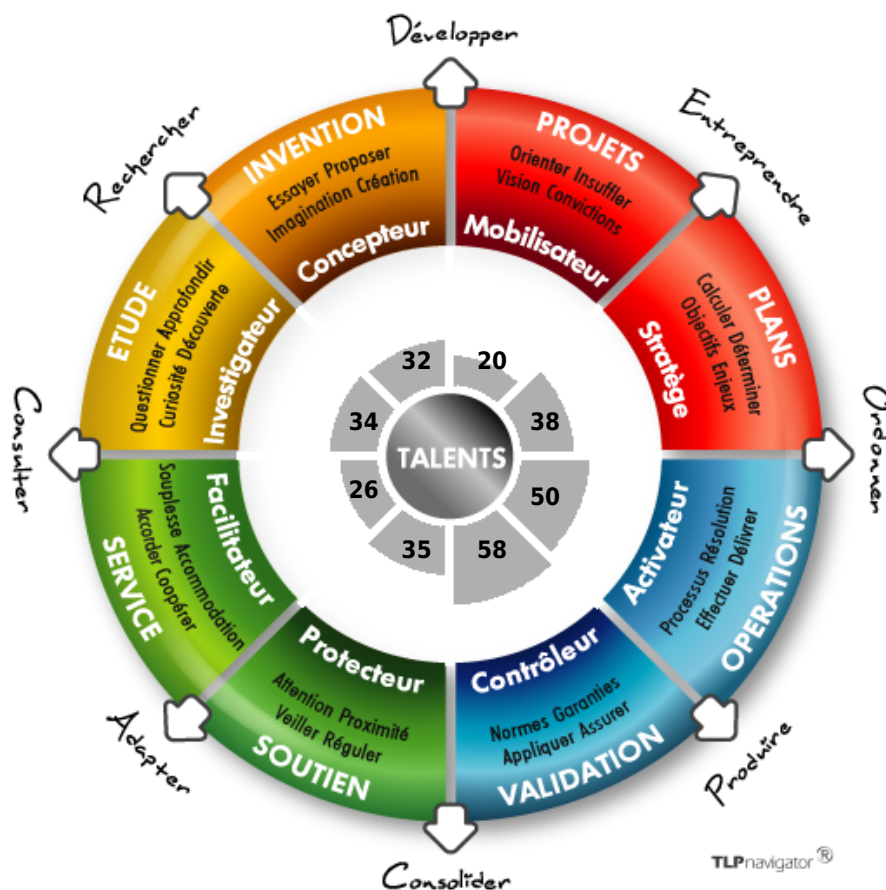 Développer
Entreprendre
Ordonner
Produire
Consolider
Adapter
Consulter
Rechercher
PROJETS
Orienter Insuffler
Vision Convictions
Mobilisateur
PLANS
Calculer Déterminer
Objectifs Enjeux
Stratège
OPERATIONS
Effectuer Délivrer
Processus Résolution
Activateur
Contrôleur
Normes Garanties
Appliquer Assurer
VALIDATION
Protecteur
Attention Proximité
Veiller Réguler
SOUTIEN
Facilitateur
Souplesse Accommodation
Accorder Coopérer
SERVICE
ETUDE
Questionner Approfondir
Curiosité Découverte
Investigateur
INVENTION
Essayer Proposer
Imagination Création
Concepteur
32
20
38
50
58
35
26
34
TALENTS
TLPnavigator ®